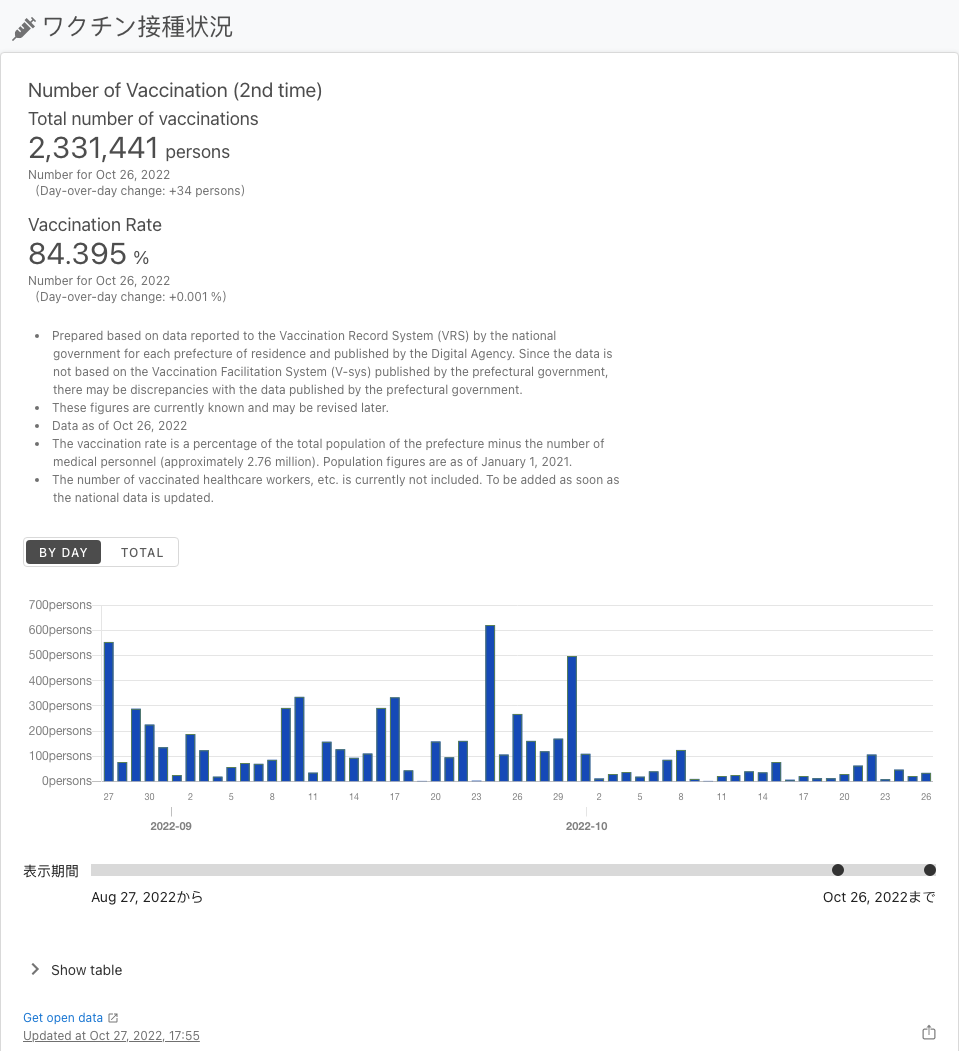 ワクチン接種状況
Number of Vaccination (2nd time)
Total number of vaccinations
2,331,441 persons
Number for Oct 26, 2022
(Day-over-day change: +34 persons)
Vaccination Rate
84.395 %
Number for Oct 26, 2022
(Day-over-day change: +0.001 %)
• Prepared based on data reported to the Vaccination Record System (VRS) by the national
government for each prefecture of residence and published by the Digital Agency. Since the data is
not based on the Vaccination Facilitation System (V-sys) published by the prefectural government,
there may be discrepancies with the data published by the prefectural government.
• These figures are currently known and may be revised later.
• Data as of Oct 26, 2022
• The vaccination rate is a percentage of the total population of the prefecture minus the number of
medical personnel (approximately 2.76 million). Population figures are as of January 1, 2021.
• The number of vaccinated healthcare workers, etc. is currently not included. To be added as soon as
the national data is updated.
BY DAY TOTAL
700persons
600persons
500persons
400persons
300persons
200persons
100persons
0persons
27 30 2 5 8 11 14 17 20 23 26 29 2 5 8 11 14 17 20 23 26
2022-09 2022-10
表示期間
Aug 27, 2022から Oct 26, 2022まで
Show table
Get open data
Updated at Oct 27, 2022, 17:55